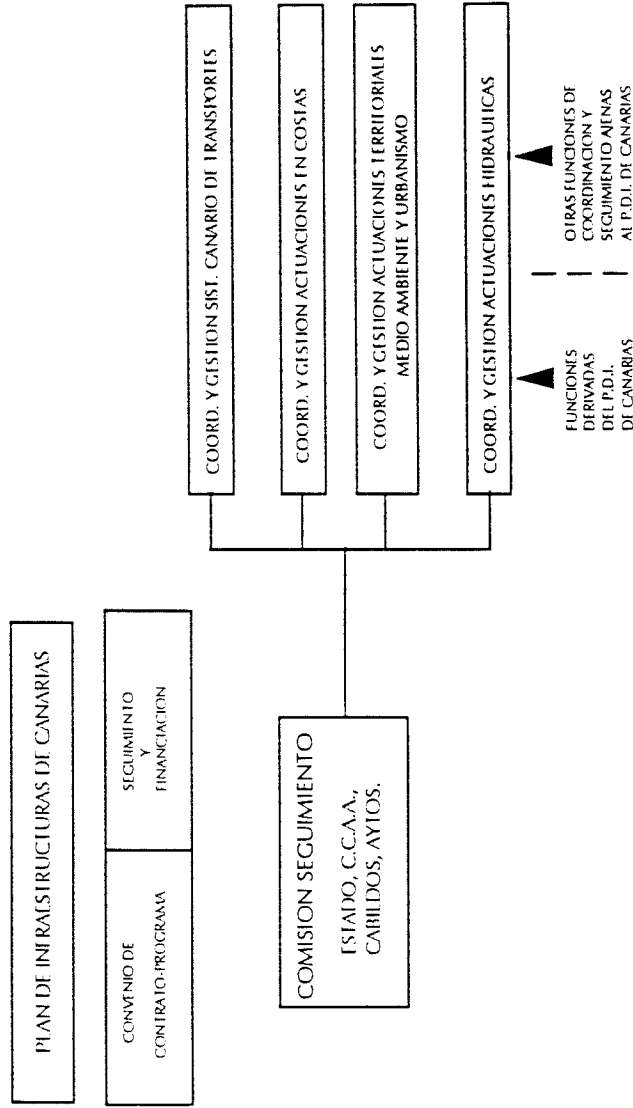 PLAN DE INFRAESTRUCTURAS DE CANARIAS
CONVENIO DE
CONTRATO-PROGRAMA
SEGUIMIENTO
Y
FINANCIACION
COMISION SEGUIMIENTO
ESTADO, C.C.A.A.,
CABILDOS, AYTOS.
COORD. Y GESTION SIST. CANARIO DE TRANSPORTES
COORD. Y GESTION ACTUACIONES EN COSTAS
COORD. Y GESTION ACTUACIONES TERRITORIALES
MEDIO AMBIENTE Y URBANISMO
COORD. Y GESTION ACTUACIONES HIDRAULICAS
FUNCIONES
DERIVADAS
DEL P.D.I.
DE CANARIAS
OTRAS FUNCIONES DE
COORDINACION Y
SEGUIMIENTO AJENAS
AL P.D.I. DE CANARIAS